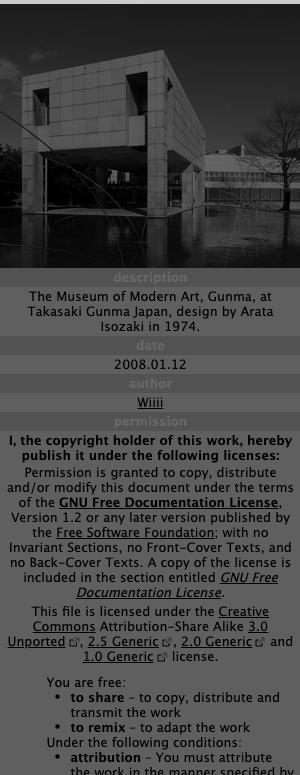 description
The Museum of Modern Art, Gunma, at
Takasaki Gunma Japan, design by Arata
Isozaki in 1974.
date
2008.01.12
author
Wiiii
permission
I, the copyright holder of this work, hereby
publish it under the following licenses:
Permission is granted to copy, distribute
and/or modify this document under the terms
of the GNU Free Documentation License,
Version 1.2 or any later version published by
the Free Software Foundation; with no
Invariant Sections, no Front-Cover Texts, and
no Back-Cover Texts. A copy of the license is
included in the section entitled GNU Free
Documentation License.
This file is licensed under the Creative
Commons Attribution-Share Alike 3.0
Unported, 2.5 Generic, 2.0 Generic and
1.0 Generic license.
You are free:
• to share – to copy, distribute and
transmit the work
• to remix – to adapt the work
Under the following conditions:
• attribution – You must attribute
the work in the manner specified by